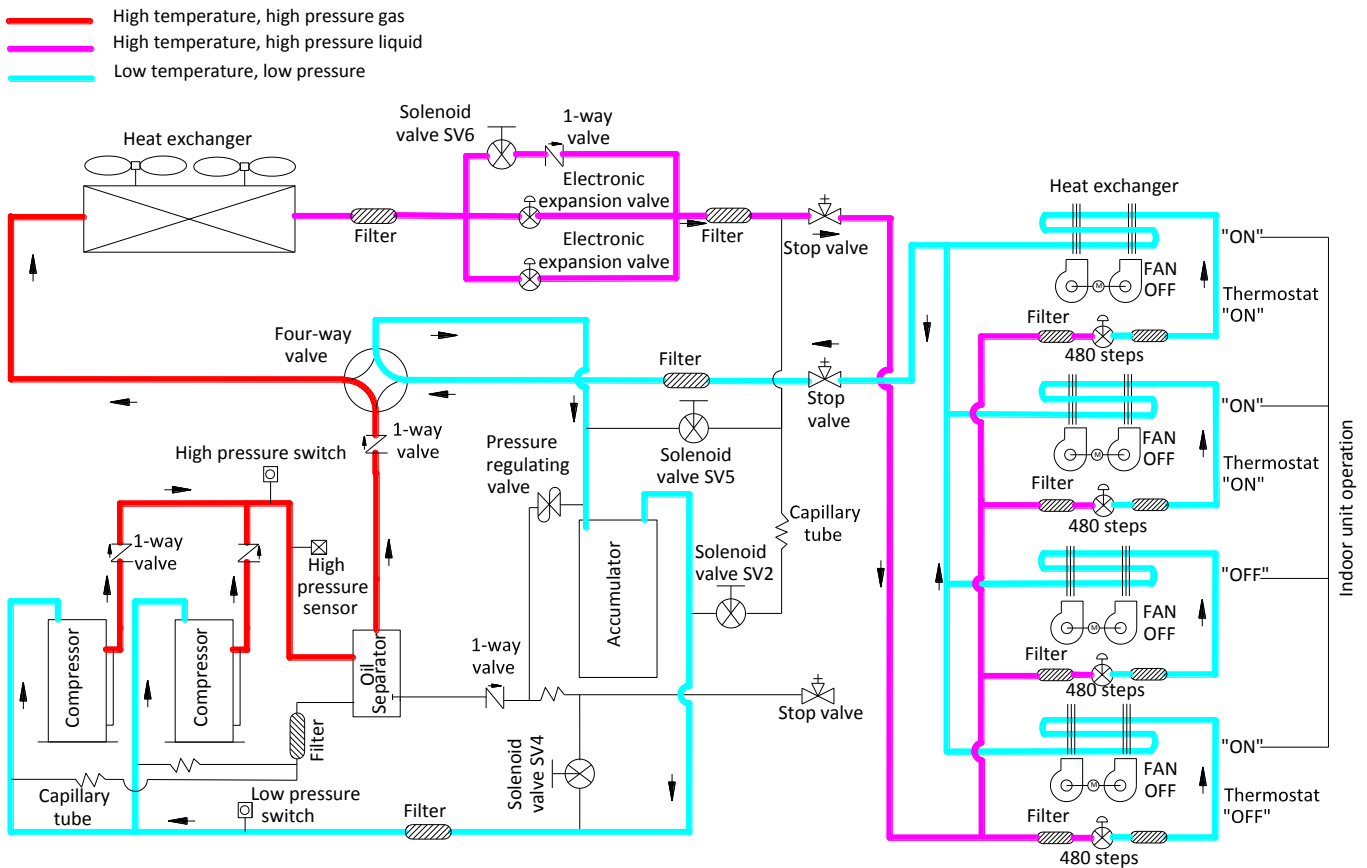 High temperature, high pressure gas
High temperature, high pressure liquid
Low temperature, low pressure
Heat exchanger
Solenoid
valve SV6
1-way
valve
Electronic
expansion valve
Filter
Electronic
expansion valve
Filter
Stop valve
Heat exchanger
"ON"
FAN
OFF
Thermostat
"ON"
Filter
M
480 steps
Four-way
valve
Filter
Stop
valve
"ON"
FAN
OFF
Thermostat
"ON"
Filter
M
480 steps
1-way
valve
High pressure switch
Pressure
regulating
valve
Solenoid
valve SV5
Capillary
tube
1-way
valve
High
pressure
sensor
Accumulator
Solenoid
valve SV2
"OFF"
FAN
OFF
Filter
M
480 steps
Indoor unit operation
Compressor
Compressor
Oil
Separator
1-way
valve
Stop valve
Filter
Solenoid
valve SV4
Capillary
tube
Low pressure
switch
Filter
"ON"
FAN
OFF
Thermostat
"OFF"
Filter
M
480 steps